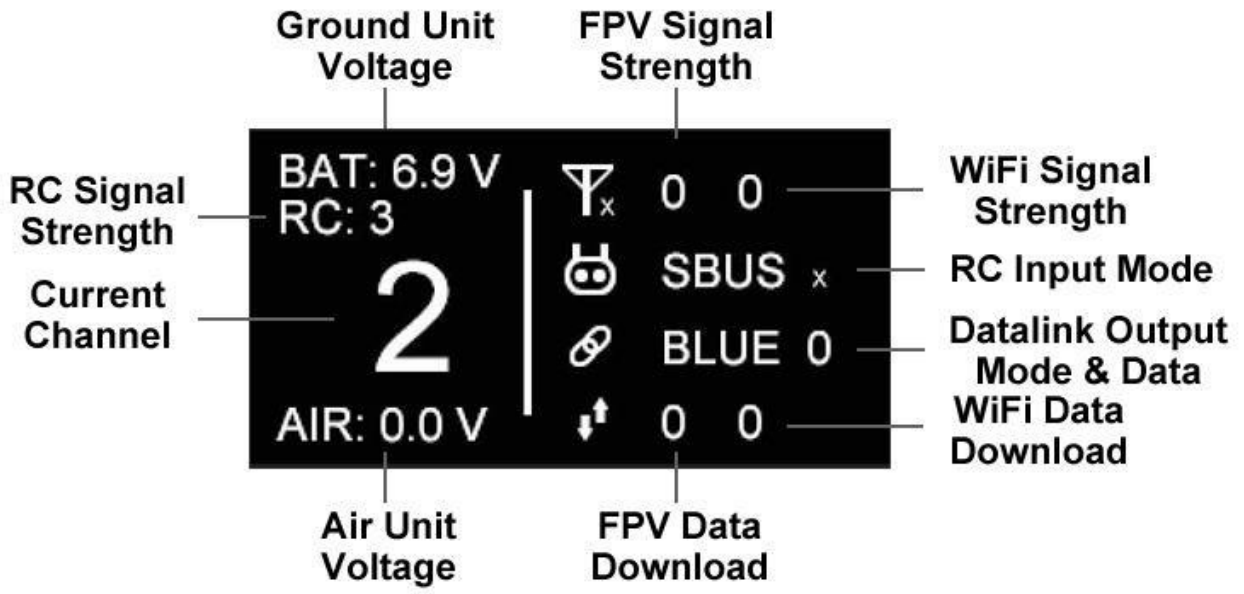 Ground Unit
Voltage
FPV Signal
Strength
RC Signal
Strength
Current
Channel
BAT: 6.9 V
RC: 3
2
AIR: 0.0 V
x 0 0
SBUS x
BLUE 0
0 0
WiFi Signal
Strength
RC Input Mode
Datalink Output
Mode & Data
WiFi Data
Download
Air Unit
Voltage
FPV Data
Download